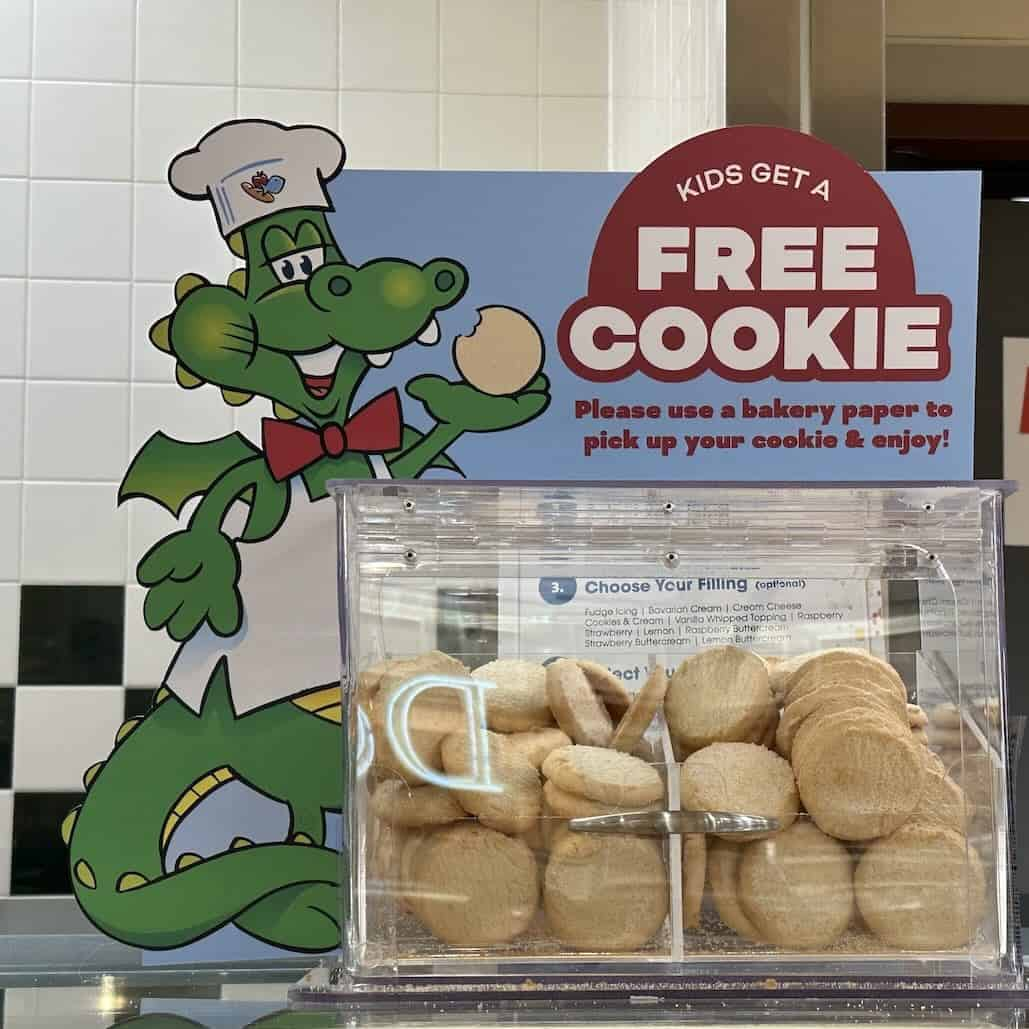 KIDS GET A
FREE
COOKIE
Please use a bakery paper to
pick up your cookie & enjoy!
3. Choose Your Filling (optional)
Fudge Icing | Bavarian Cream | Cream Cheese
Cookies & Cream | Vanilla Whipped Topping | Raspberry
Strawberry | Lemon | Raspberry Buttercream
Strawberry Buttercream | Lemon Buttercream